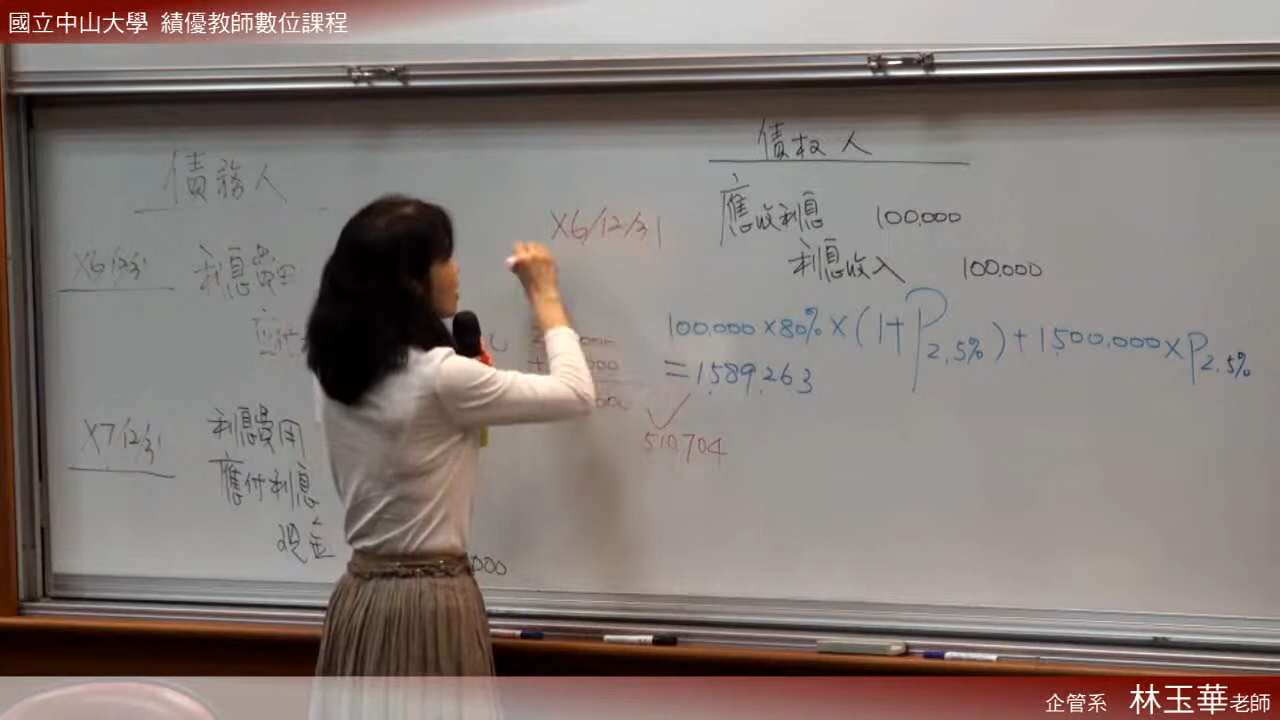 國立中山大學 績優教師數位課程
債務人
X6/12/31
利息費用
應付
X7/12/31
利息費用
應付利息
現金
000
X6/12/31
債权人
應收利息 100,000
利息收入 100,000
100,000×80%×(1+P2.5%)+1,500,000×P2.5%
=1,589,263
510,704
企管系 林玉華老師